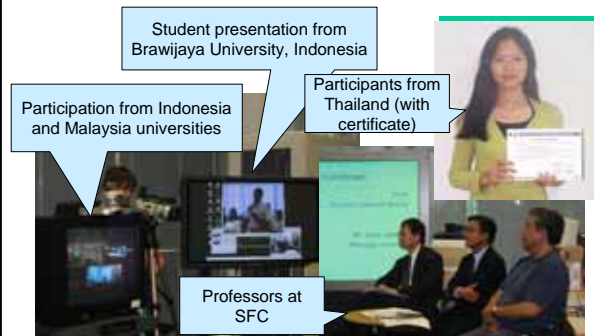 Student presentation from
Brawijaya University, Indonesia
Participants from
Thailand (with
certificate)
Participation from Indonesia
and Malaysia universities
Professors at
SFC